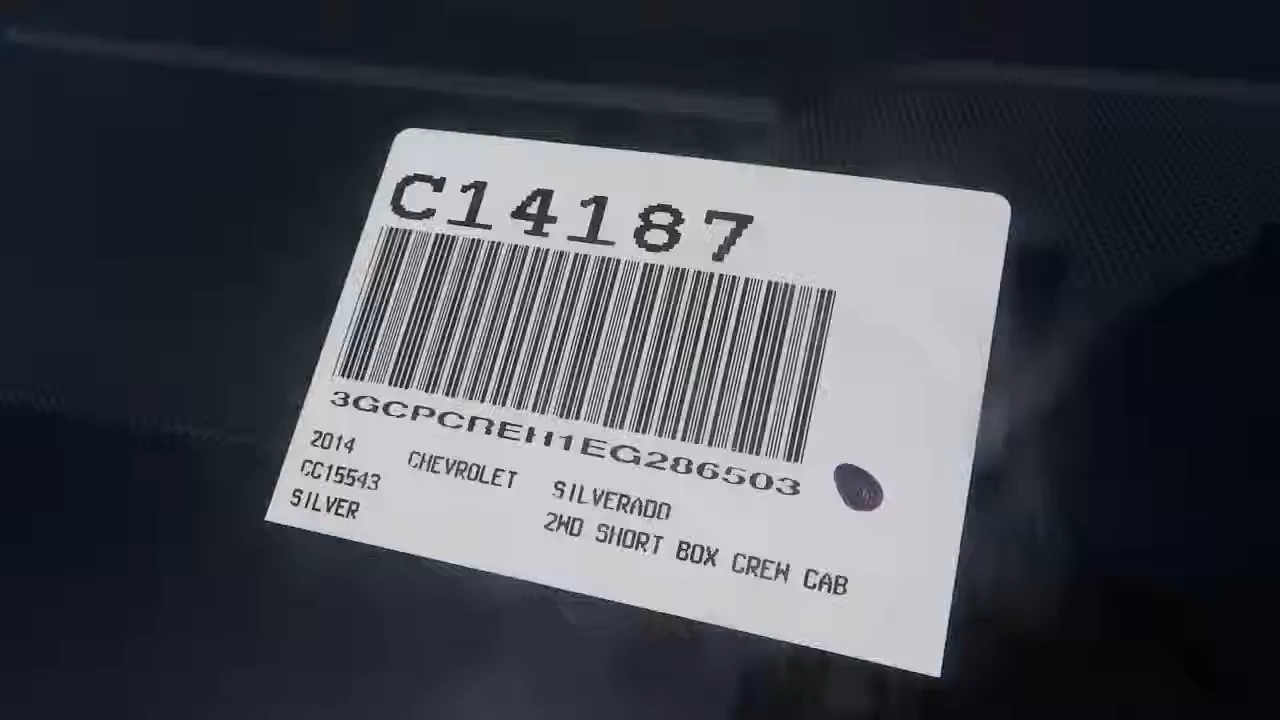 C14187
3GCPCREH1EG286503
2014 CHEVROLET SILVERADO
CC15543 2WD SHORT BOX CREW CAB
SILVER